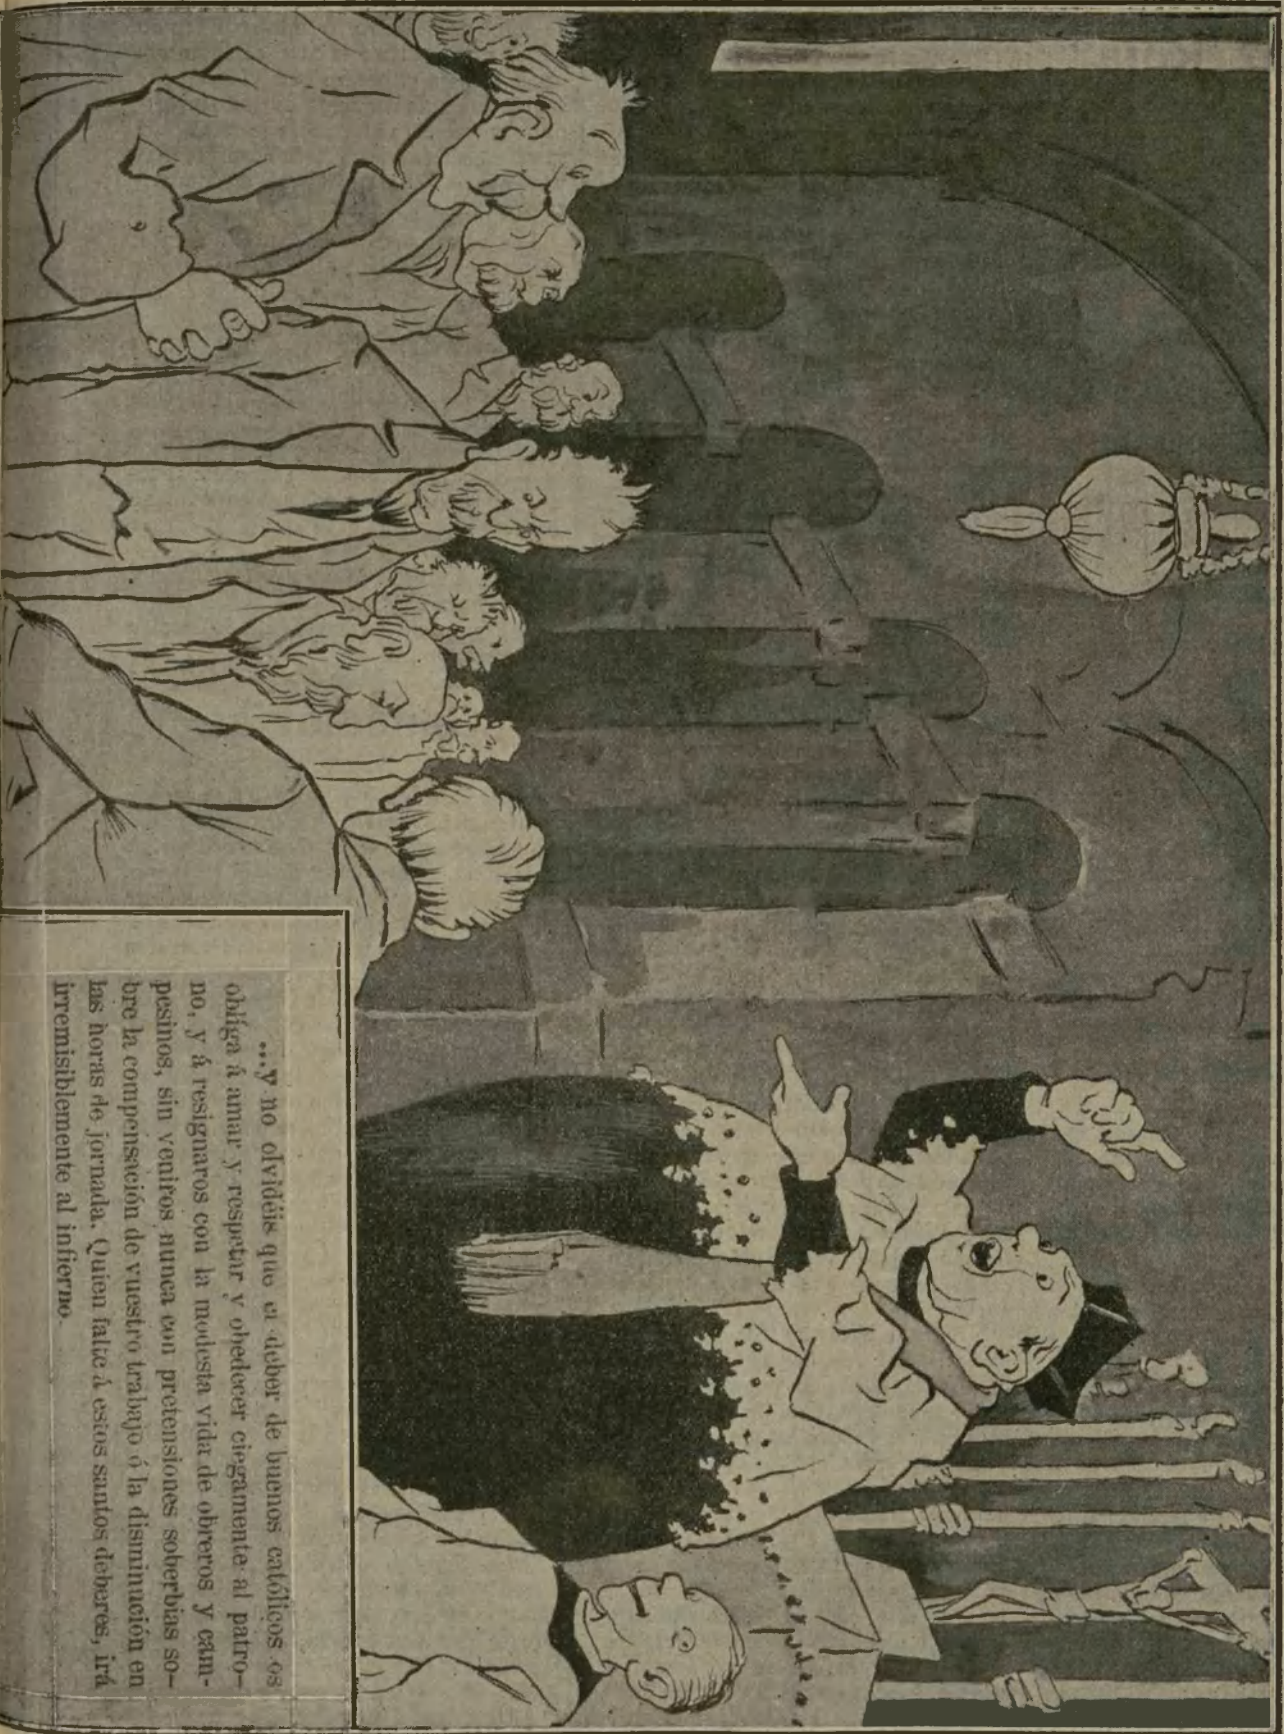 ...y no olvidéis que el deber de buenos católicos os
obliga á amar y respetar y obedecer ciegamente al patro-
no, y á resignaros con la modesta vida de obreros y cam-
pesinos, sin veniros nunca con pretensiones soberbias so-
bre la compensación de vuestro trabajo ó la disminución en
las horas de jornada. Quien falte á estos santos deberes, irá
irremisiblemente al infierno.